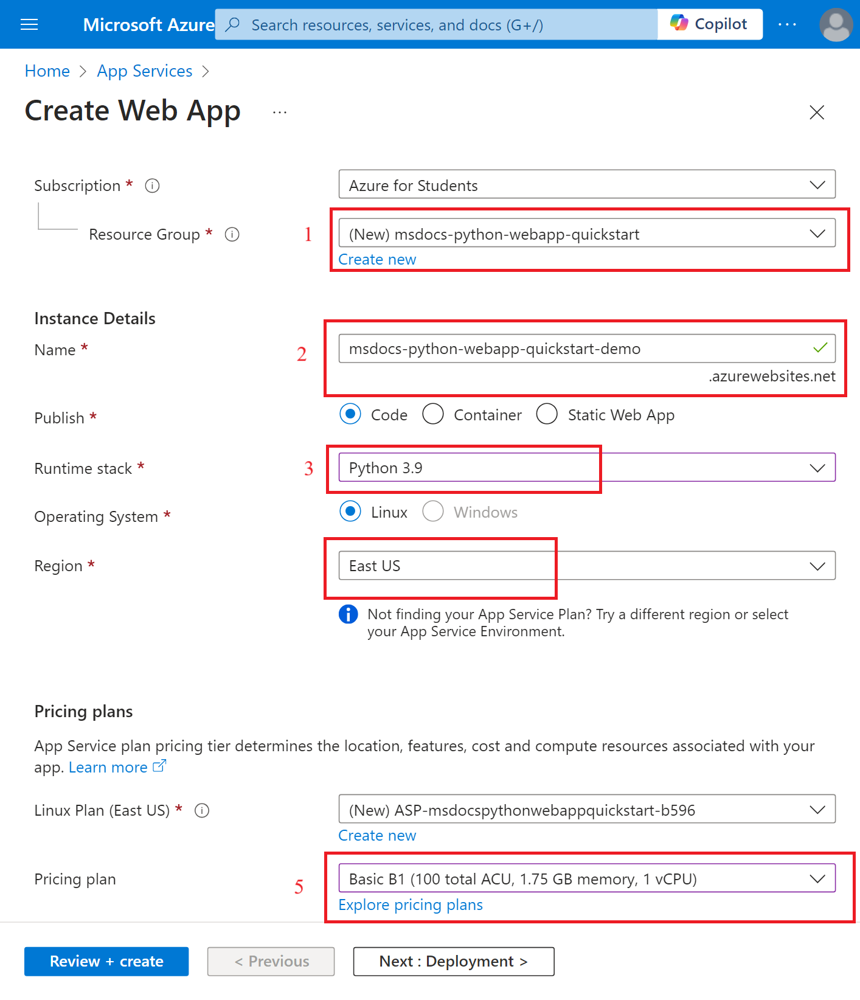 Microsoft Azure Search resources, services, and docs (G+/) Copilot ...
Home > App Services >
Create Web App ...
Subscription * Azure for Students
Resource Group * 1 (New) msdocs-python-webapp-quickstart
Create new
Instance Details
Name * 2 msdocs-python-webapp-quickstart-demo
.azurewebsites.net
Publish * Code Container Static Web App
Runtime stack * 3 Python 3.9
Operating System * Linux Windows
Region * East US
Not finding your App Service Plan? Try a different region or select
your App Service Environment.
Pricing plans
App Service plan pricing tier determines the location, features, cost and compute resources associated with your
app. Learn more
Linux Plan (East US) * (New) ASP-msdocspythonwebappquickstart-b596
Create new
Pricing plan 5 Basic B1 (100 total ACU, 1.75 GB memory, 1 vCPU)
Explore pricing plans
Review + create < Previous Next : Deployment >